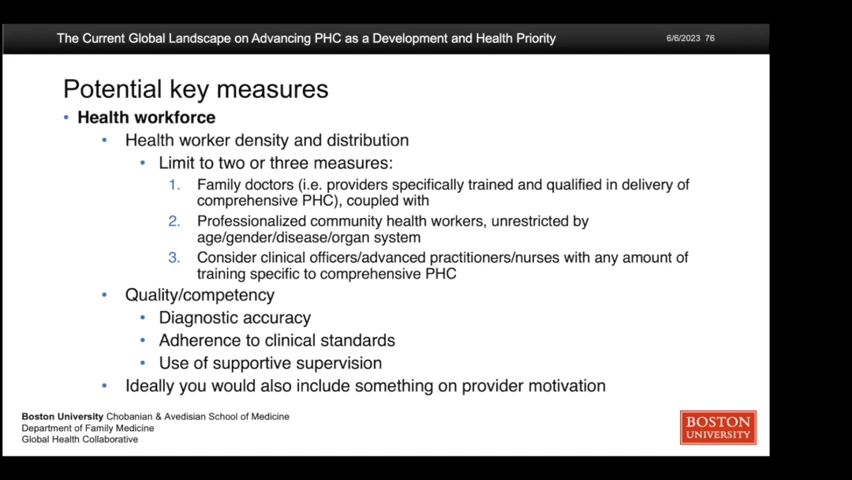 The Current Global Landscape on Advancing PHC as a Development and Health Priority
6/6/2023 76
Potential key measures
• Health workforce
• Health worker density and distribution
• Limit to two or three measures:
1. Family doctors (i.e. providers specifically trained and qualified in delivery of
comprehensive PHC), coupled with
2. Professionalized community health workers, unrestricted by
age/gender/disease/organ system
3. Consider clinical officers/advanced practitioners/nurses with any amount of
training specific to comprehensive PHC
• Quality/competency
• Diagnostic accuracy
• Adherence to clinical standards
• Use of supportive supervision
• Ideally you would also include something on provider motivation
Boston University Chobanian & Avedisian School of Medicine
Department of Family Medicine
Global Health Collaborative
BOSTON
UNIVERSITY